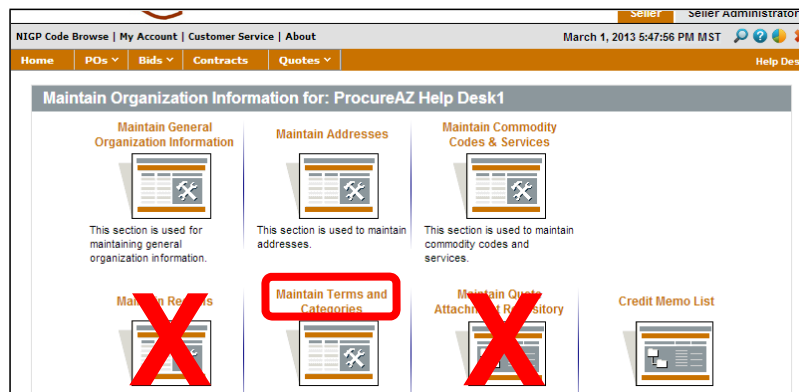 Seller Seller Administrator
NIGP Code Browse | My Account | Customer Service | About March 1, 2013 5:47:56 PM MST
Home POs Bids Contracts Quotes Help Des
Maintain Organization Information for: ProcureAZ Help Desk1
Maintain General
Organization Information
Maintain Addresses
Maintain Commodity
Codes & Services
This section is used for
maintaining general
organization information.
This section is used to maintain
addresses.
This section is used to maintain
commodity codes and
services.
Maintain Terms and
Categories
Maintain Quote
Attachment Repository
Credit Memo List